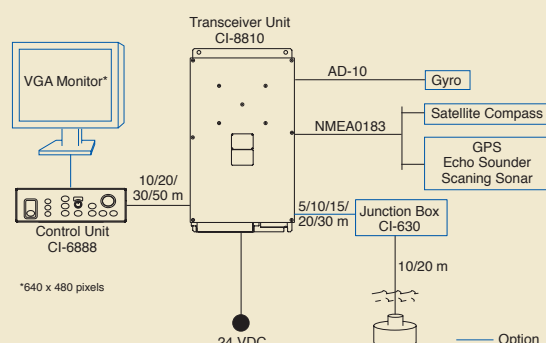 Transceiver Unit
CI-8810
VGA Monitor*
AD-10
Gyro
NMEA0183
Satellite Compass
GPS
Echo Sounder
Scaning Sonar
10/20/
30/50 m
5/10/15/
20/30 m
Junction Box
CI-630
Control Unit
CI-6888
10/20 m
*640 x 480 pixels
24 VDC
Option